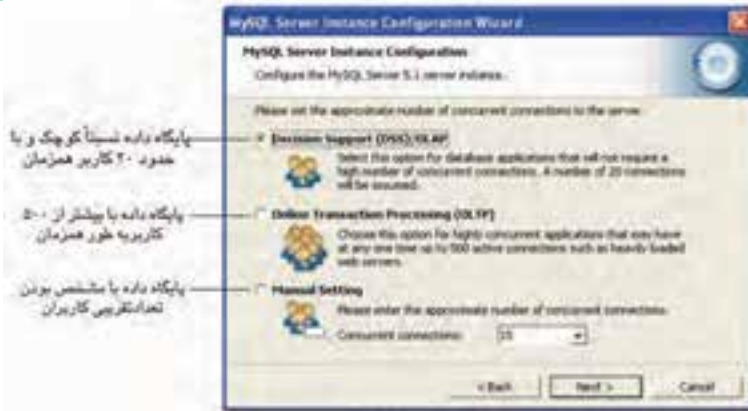 MySQL Server Instance Configuration Wizard
MySQL Server Instance Configuration
Configure the MySQL Server 5.1 server instance.
Please set the approximate number of concurrent connections to the server.
Decision Support (DSS)/OLAP
Select this option for database applications that will not require a
high number of concurrent connections. A number of 20 connections
will be assumed.
Online Transaction Processing (OLTP)
Choose this option for highly concurrent applications that may have
at any one time up to 500 active connections such as heavily loaded
web servers.
Manual Setting
Please enter the approximate number of concurrent connections.
Concurrent connections: 15
< Back Next > Cancel
پایگاه داده نسبتاً کوچک و با
حدود ۲۰ کاربر همزمان
پایگاه داده با بیشتر از ۵۰۰
کاربربه طور همزمان
پایگاه داده با مشخص بودن
تعدادتقریبی کاربران